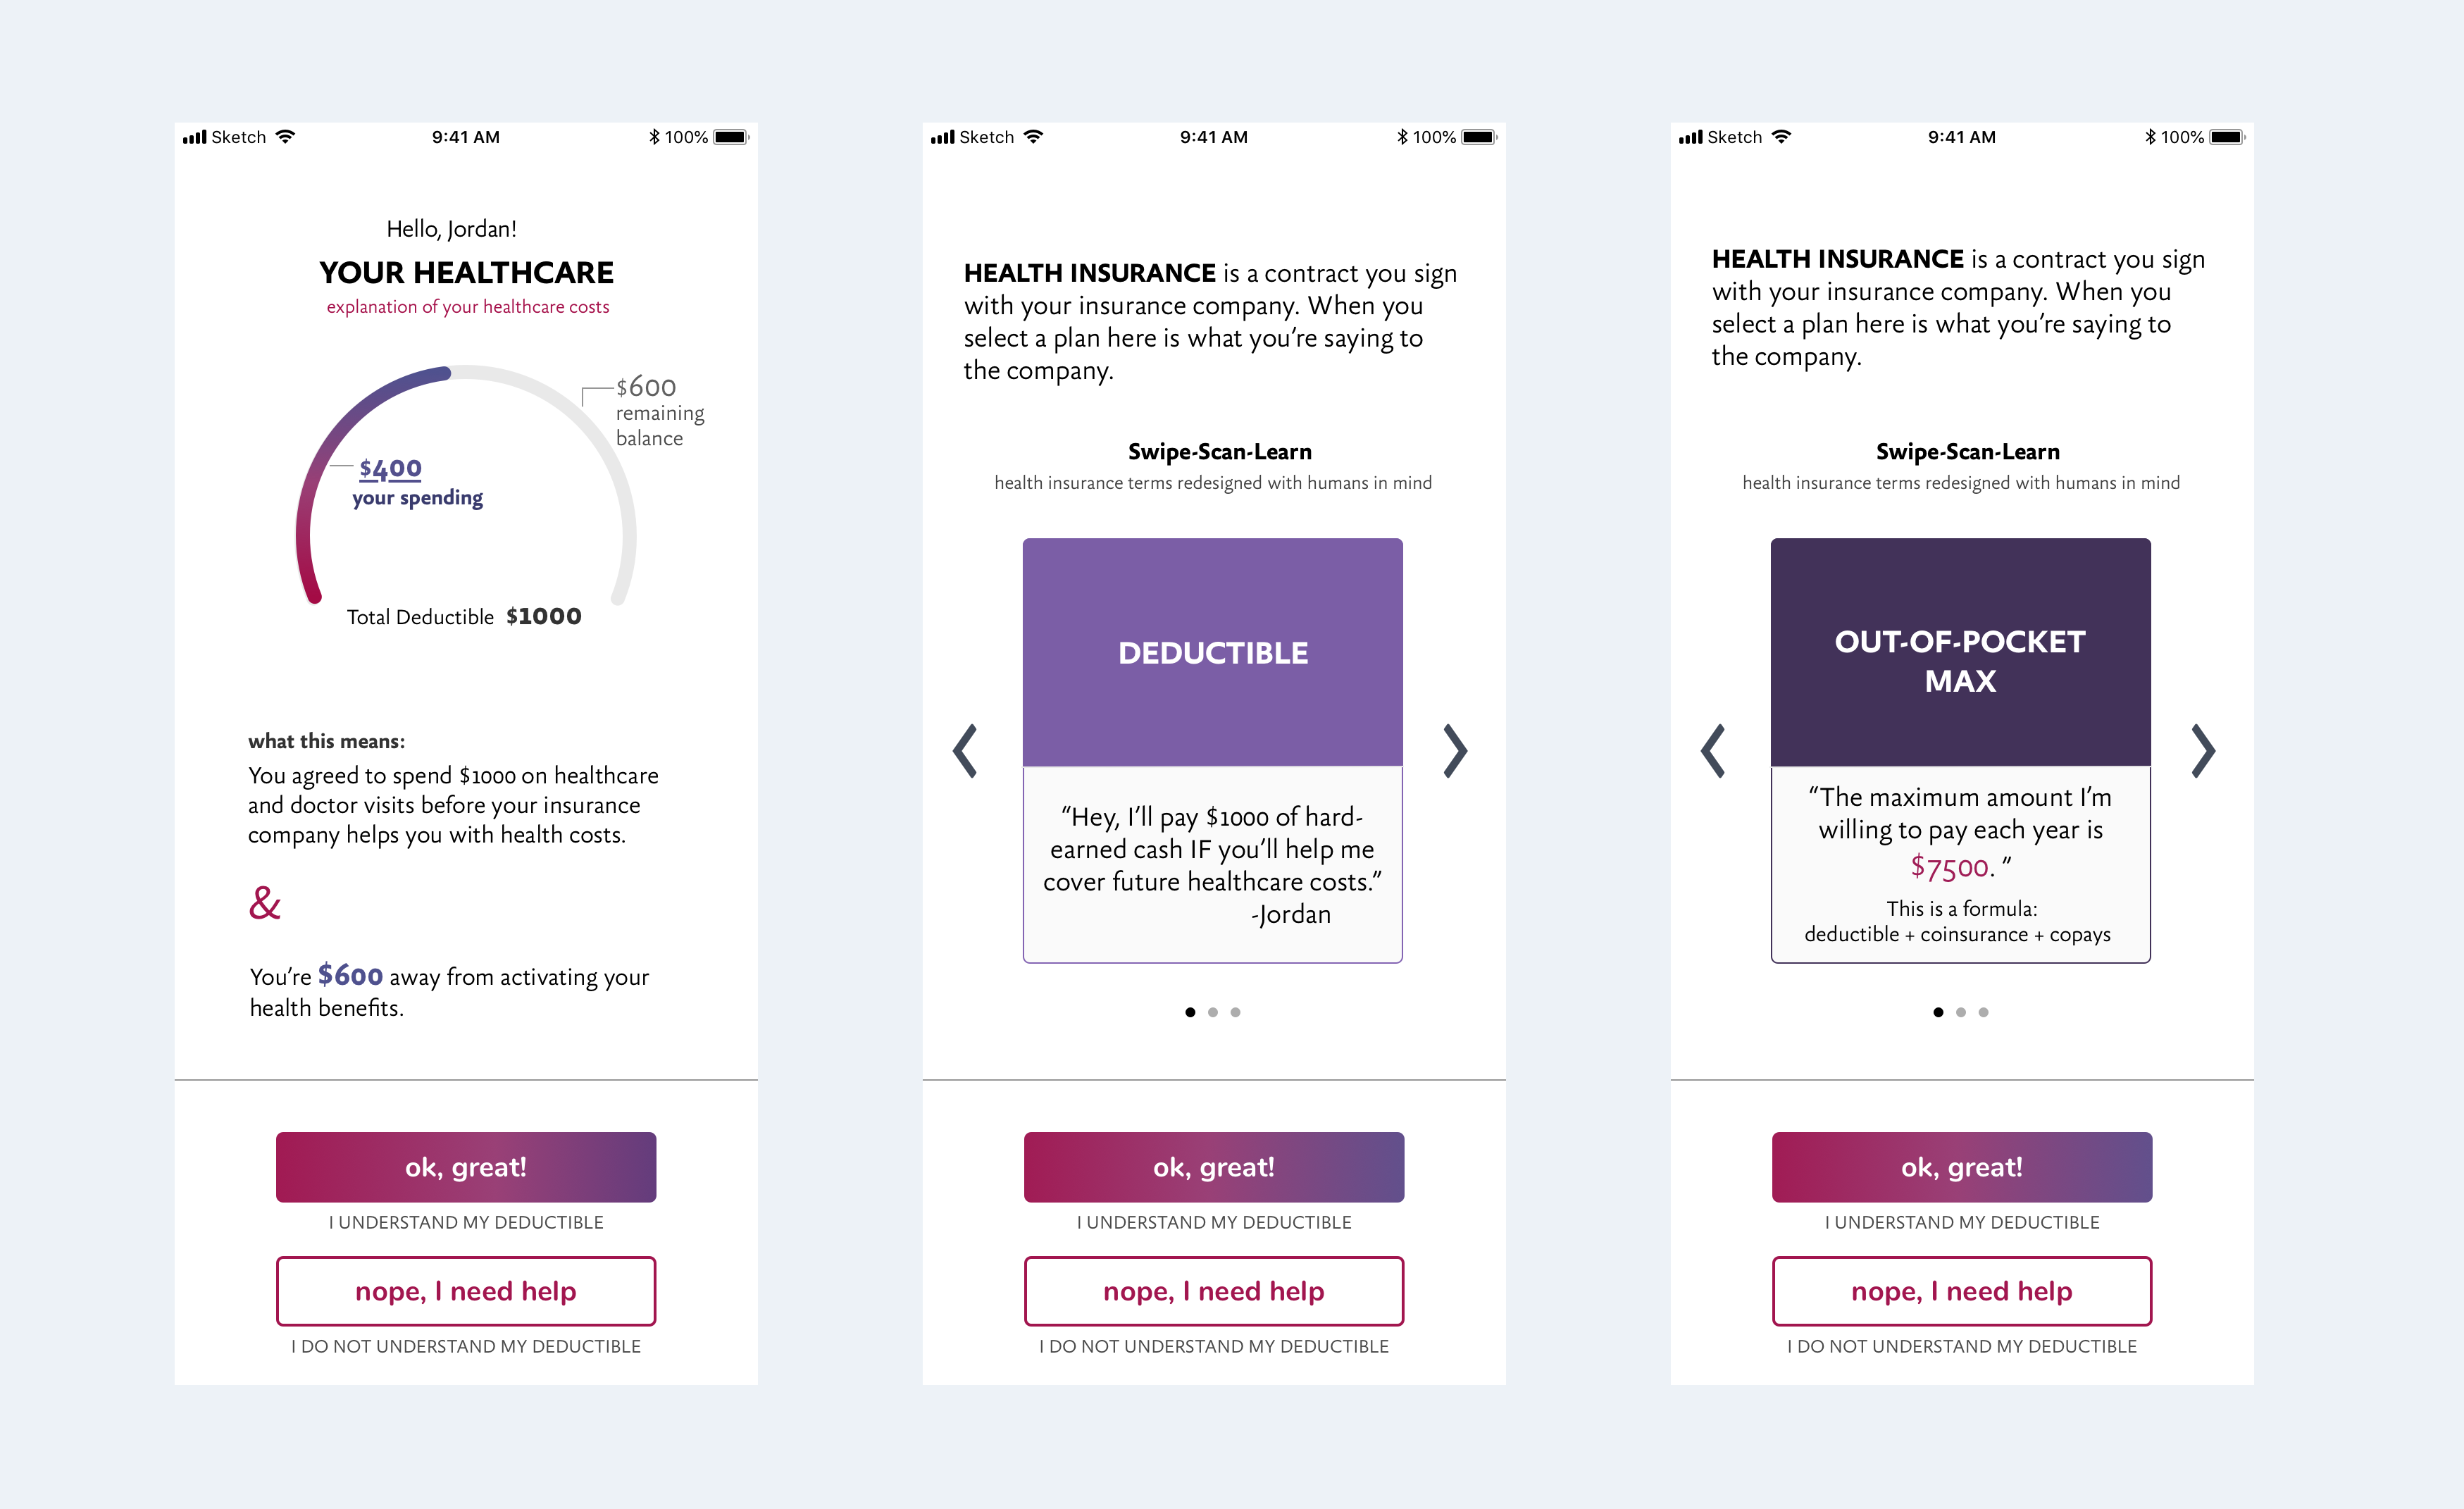 Sketch 9:41 AM 100%
Hello, Jordan!
YOUR HEALTHCARE
explanation of your healthcare costs
$600
remaining
balance
$400
your spending
Total Deductible $1000
what this means:
You agreed to spend $1000 on healthcare
and doctor visits before your insurance
company helps you with health costs.
&
You’re $600 away from activating your
health benefits.
ok, great!
I UNDERSTAND MY DEDUCTIBLE
nope, I need help
I DO NOT UNDERSTAND MY DEDUCTIBLE
Sketch 9:41 AM 100%
HEALTH INSURANCE is a contract you sign
with your insurance company. When you
select a plan here is what you’re saying to
the company.
Swipe-Scan-Learn
health insurance terms redesigned with humans in mind
DEDUCTIBLE
“Hey, I’ll pay $1000 of hard-
earned cash IF you’ll help me
cover future healthcare costs.”
-Jordan
ok, great!
I UNDERSTAND MY DEDUCTIBLE
nope, I need help
I DO NOT UNDERSTAND MY DEDUCTIBLE
Sketch 9:41 AM 100%
HEALTH INSURANCE is a contract you sign
with your insurance company. When you
select a plan here is what you’re saying to
the company.
Swipe-Scan-Learn
health insurance terms redesigned with humans in mind
OUT-OF-POCKET
MAX
“The maximum amount I’m
willing to pay each year is
$7500. ”
This is a formula:
deductible + coinsurance + copays
ok, great!
I UNDERSTAND MY DEDUCTIBLE
nope, I need help
I DO NOT UNDERSTAND MY DEDUCTIBLE